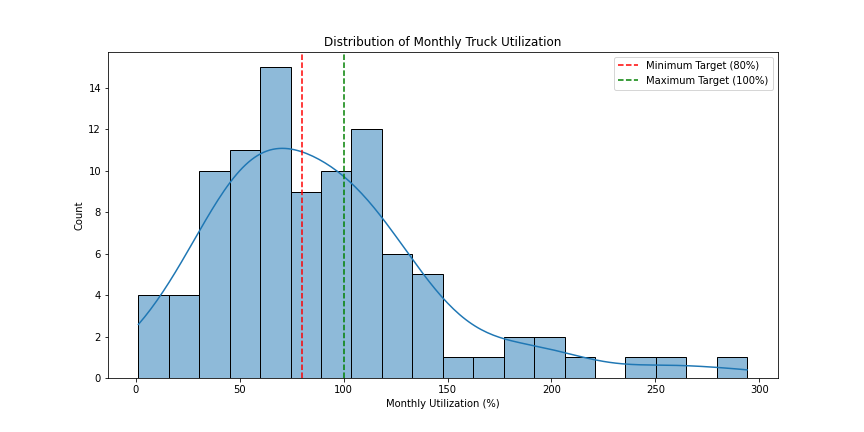 Distribution of Monthly Truck Utilization
Minimum Target (80%)
Maximum Target (100%)
14
12
10
8
6
4
2
0
Count
0 50 100 150 200 250 300
Monthly Utilization (%)